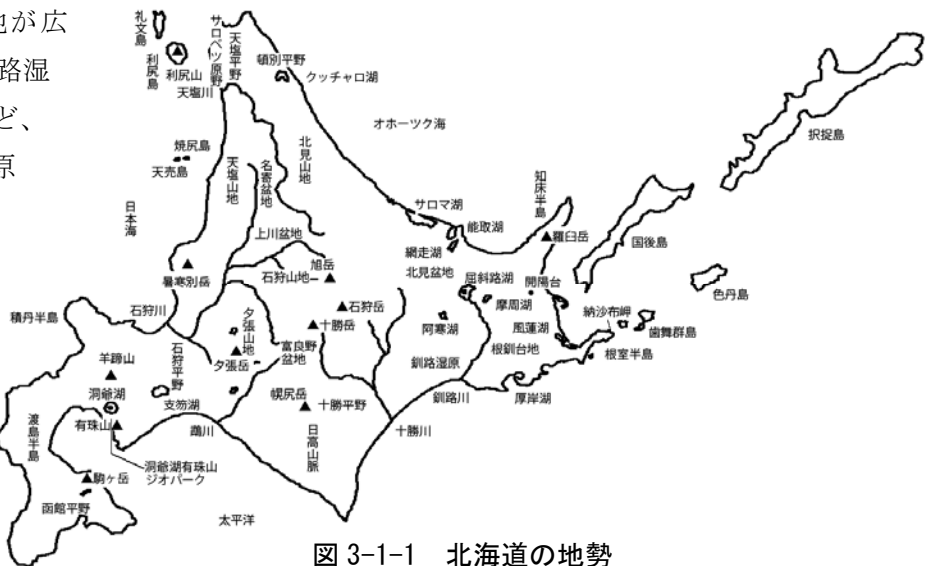 也が広
路湿
ど、
原
礼文島
利尻島
利尻山
サロベツ原野
天塩平野
天塩川
頓別平野
クッチャロ湖
オホーツク海
択捉島
焼尻島
天売島
天塩山地
名寄盆地
北見山地
日本海
知床半島
サロマ湖
能取湖
羅臼岳
国後島
上川盆地
網走湖
北見盆地
旭岳
石狩山地
屈斜路湖
開陽台
色丹島
暑寒別岳
摩周湖
納沙布岬
石狩岳
積丹半島
石狩川
夕張山地
十勝岳
阿寒湖
風蓮湖
歯舞群島
富良野盆地
根釧台地
根室半島
羊蹄山
石狩平野
夕張岳
釧路湿原
洞爺湖
支笏湖
幌尻岳
十勝平野
釧路川
厚岸湖
有珠山
鵡川
日高山脈
十勝川
渡島半島
洞爺湖有珠山
ジオパーク
駒ヶ岳
函館平野
太平洋
図 3-1-1 北海道の地勢